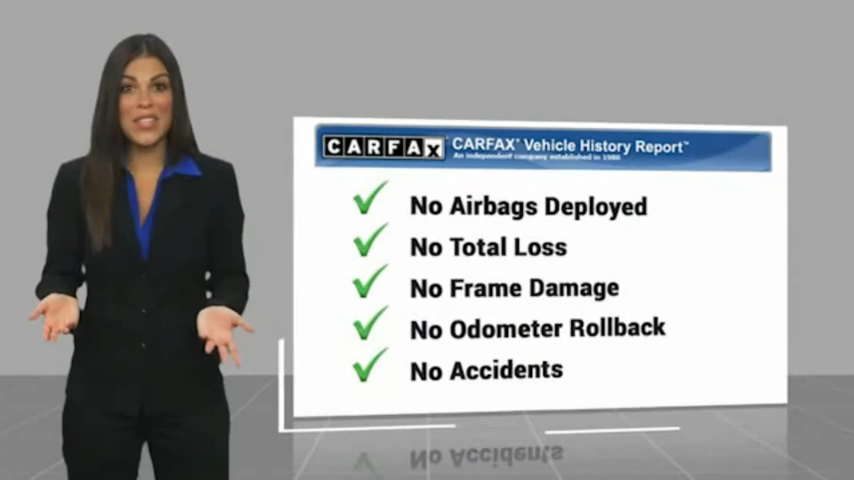 CARFAX CARFAX® Vehicle History Report™
An independent company established in 1986
No Airbags Deployed
No Total Loss
No Frame Damage
No Odometer Rollback
No Accidents
No Accidents